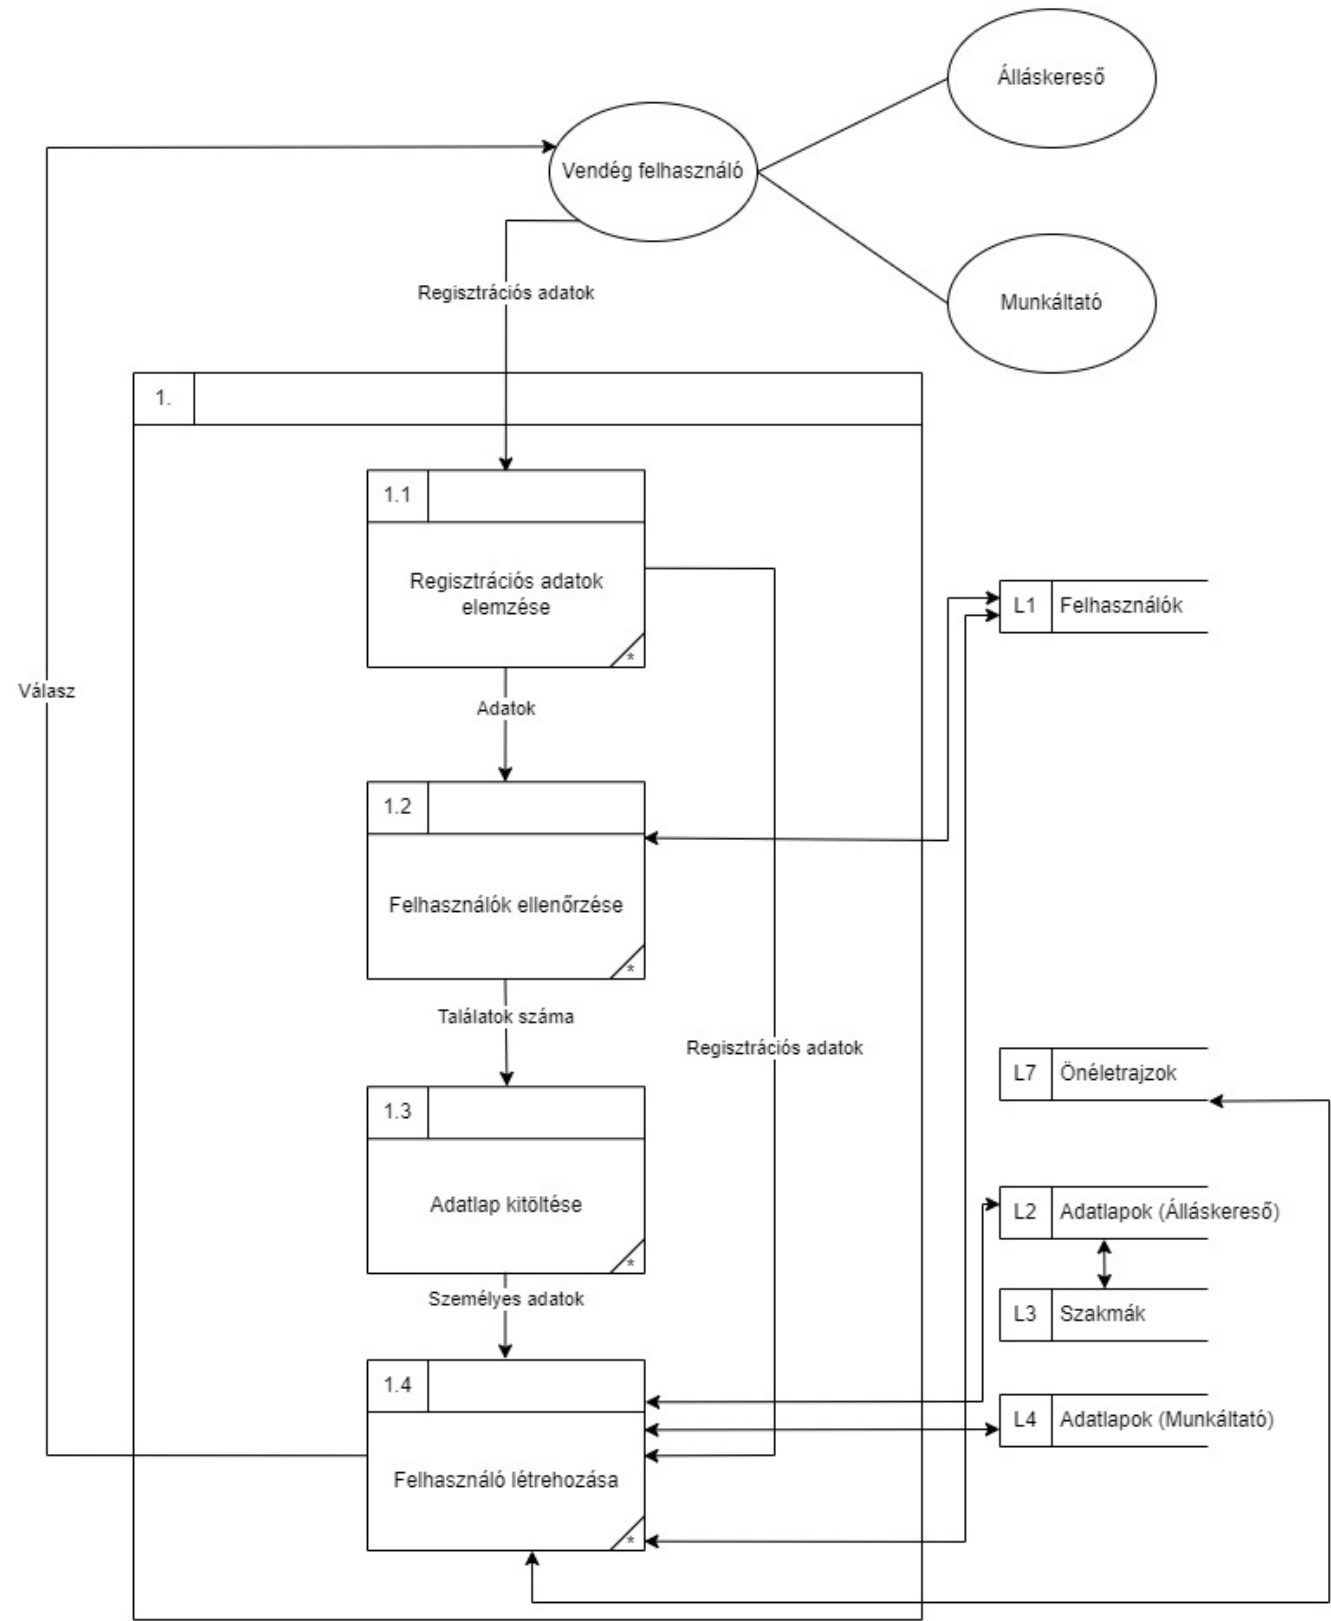 Álláskereső
Vendég felhasználó
Munkáltató
Regisztrációs adatok
1.
1.1
Regisztrációs adatok
elemzése
*
L1 Felhasználók
Válasz
Adatok
1.2
Felhasználók ellenőrzése
*
Találatok száma
Regisztrációs adatok
L7 Önéletrajzok
1.3
Adatlap kitöltése
*
L2 Adatlapok (Álláskereső)
Személyes adatok
L3 Szakmák
1.4
L4 Adatlapok (Munkáltató)
Felhasználó létrehozása
*